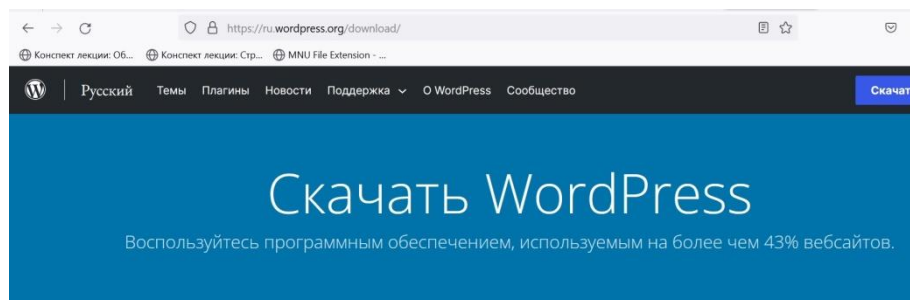 https://ru.wordpress.org/download/
Конспект лекции: Об... Конспект лекции: Стр... MNU File Extension - ...
Русский Темы Плагины Новости Поддержка О WordPress Сообщество Скачат
Скачать WordPress
Воспользуйтесь программным обеспечением, используемым на более чем 43% вебсайтов.